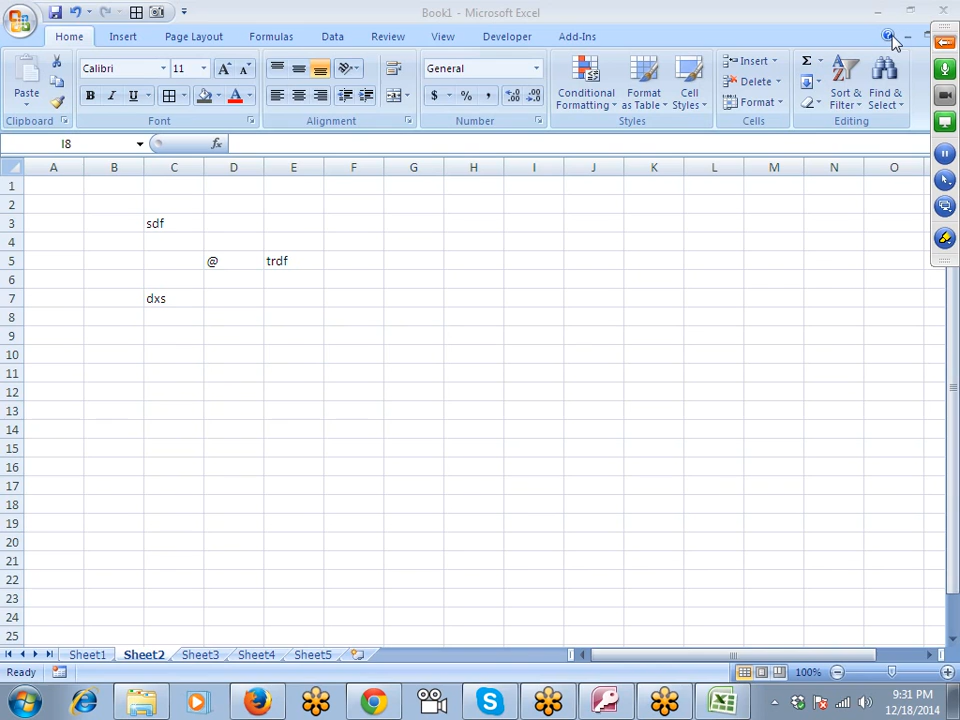 Book1 - Microsoft Excel
Home Insert Page Layout Formulas Data Review View Developer Add-Ins
Paste
Clipboard
Calibri 11 A A
B I U A
Font
Alignment
General
$ % , .00 .0
Number
Conditional Formatting
Format as Table
Cell Styles
Styles
Insert
Delete
Format
Cells
Σ
Sort & Filter
Find & Select
Editing
I8 fx
A B C D E F G H I J K L M N O
1
2
3 sdf
4
5 @ trdf
6
7 dxs
8
9
10
11
12
13
14
15
16
17
18
19
20
21
22
23
24
25
Sheet1 Sheet2 Sheet3 Sheet4 Sheet5
Ready 100%
9:31 PM
12/18/2014